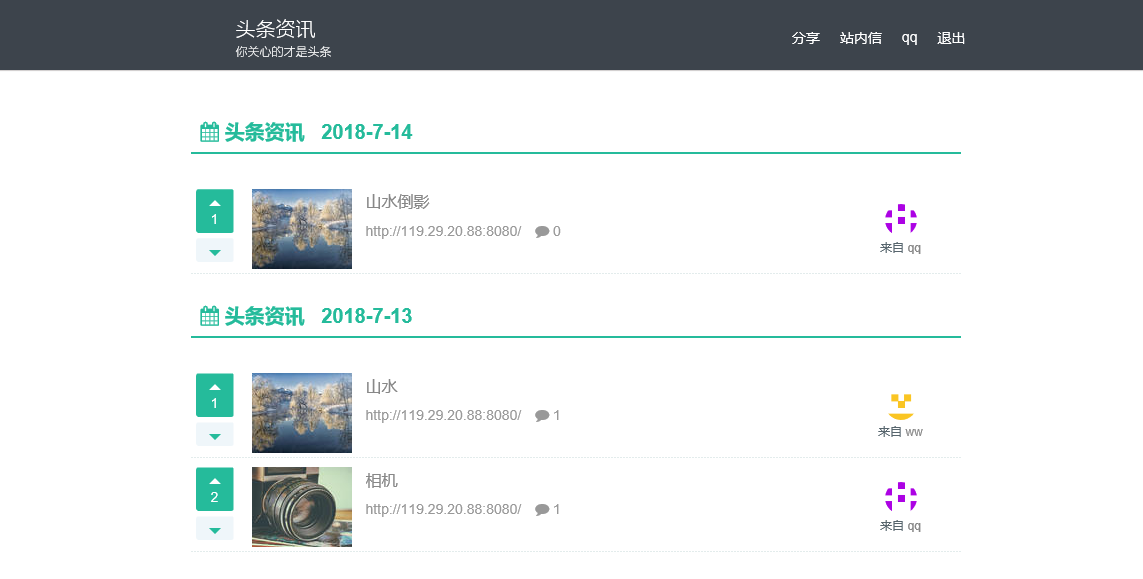 头条资讯
你关心的才是头条
分享 站内信 qq 退出
头条资讯 2018-7-14
1
山水倒影
http://119.29.20.88:8080/ 0
来自 qq
头条资讯 2018-7-13
1
山水
http://119.29.20.88:8080/ 1
来自 ww
2
相机
http://119.29.20.88:8080/ 1
来自 qq